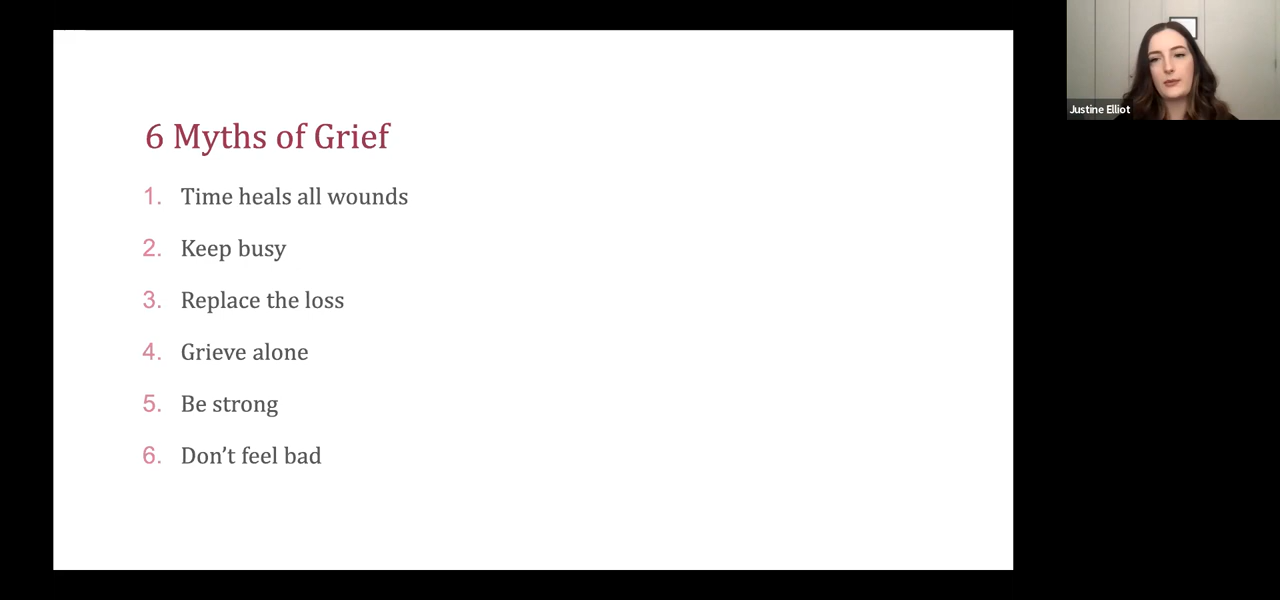 6 Myths of Grief
1. Time heals all wounds
2. Keep busy
3. Replace the loss
4. Grieve alone
5. Be strong
6. Don’t feel bad
Justine Elliot